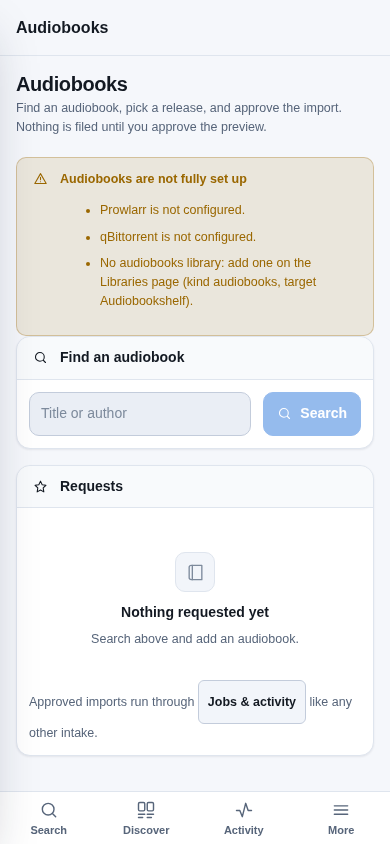 Audiobooks
Audiobooks
Find an audiobook, pick a release, and approve the import.
Nothing is filed until you approve the preview.
Audiobooks are not fully set up
• Prowlarr is not configured.
• qBittorrent is not configured.
• No audiobooks library: add one on the
Libraries page (kind audiobooks, target
Audiobookshelf).
Find an audiobook
Title or author
Search
Requests
Nothing requested yet
Search above and add an audiobook.
Approved imports run through Jobs & activity like any
other intake.
Search Discover Activity More